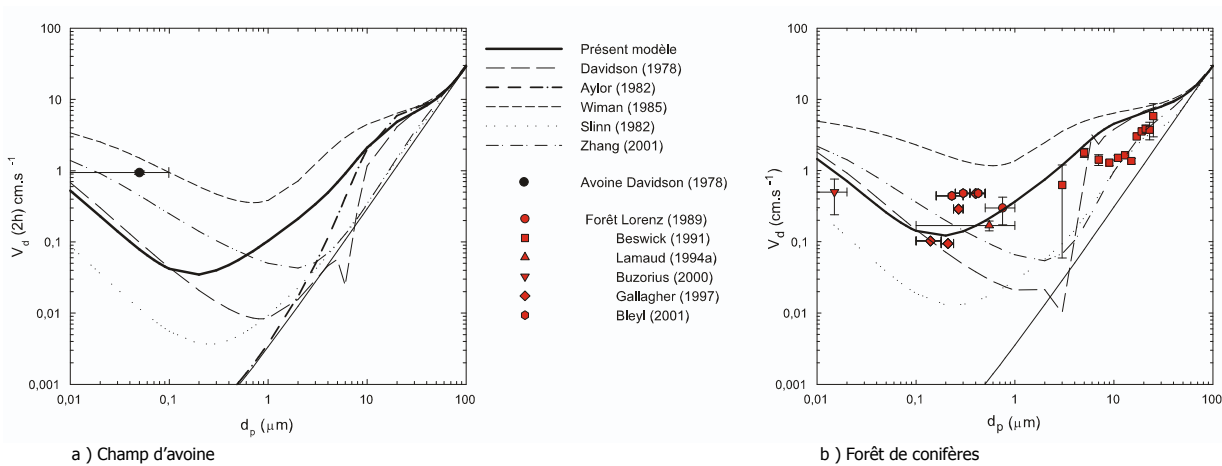 100
10
1
0,1
0,01
0,001
V_d (2h) cm.s⁻¹
0,01
0,1
1
10
100
d_p (μm)
a ) Champ d'avoine
Présent modèle
Davidson (1978)
Aylor (1982)
Wiman (1985)
Slinn (1982)
Zhang (2001)
Avoine Davidson (1978)
Forêt Lorenz (1989)
Beswick (1991)
Lamaud (1994a)
Buzorius (2000)
Gallagher (1997)
Bleyl (2001)
100
10
1
0,1
0,01
0,001
V_d (cm.s⁻¹)
0,01
0,1
1
10
100
d_p (μm)
b ) Forêt de conifères